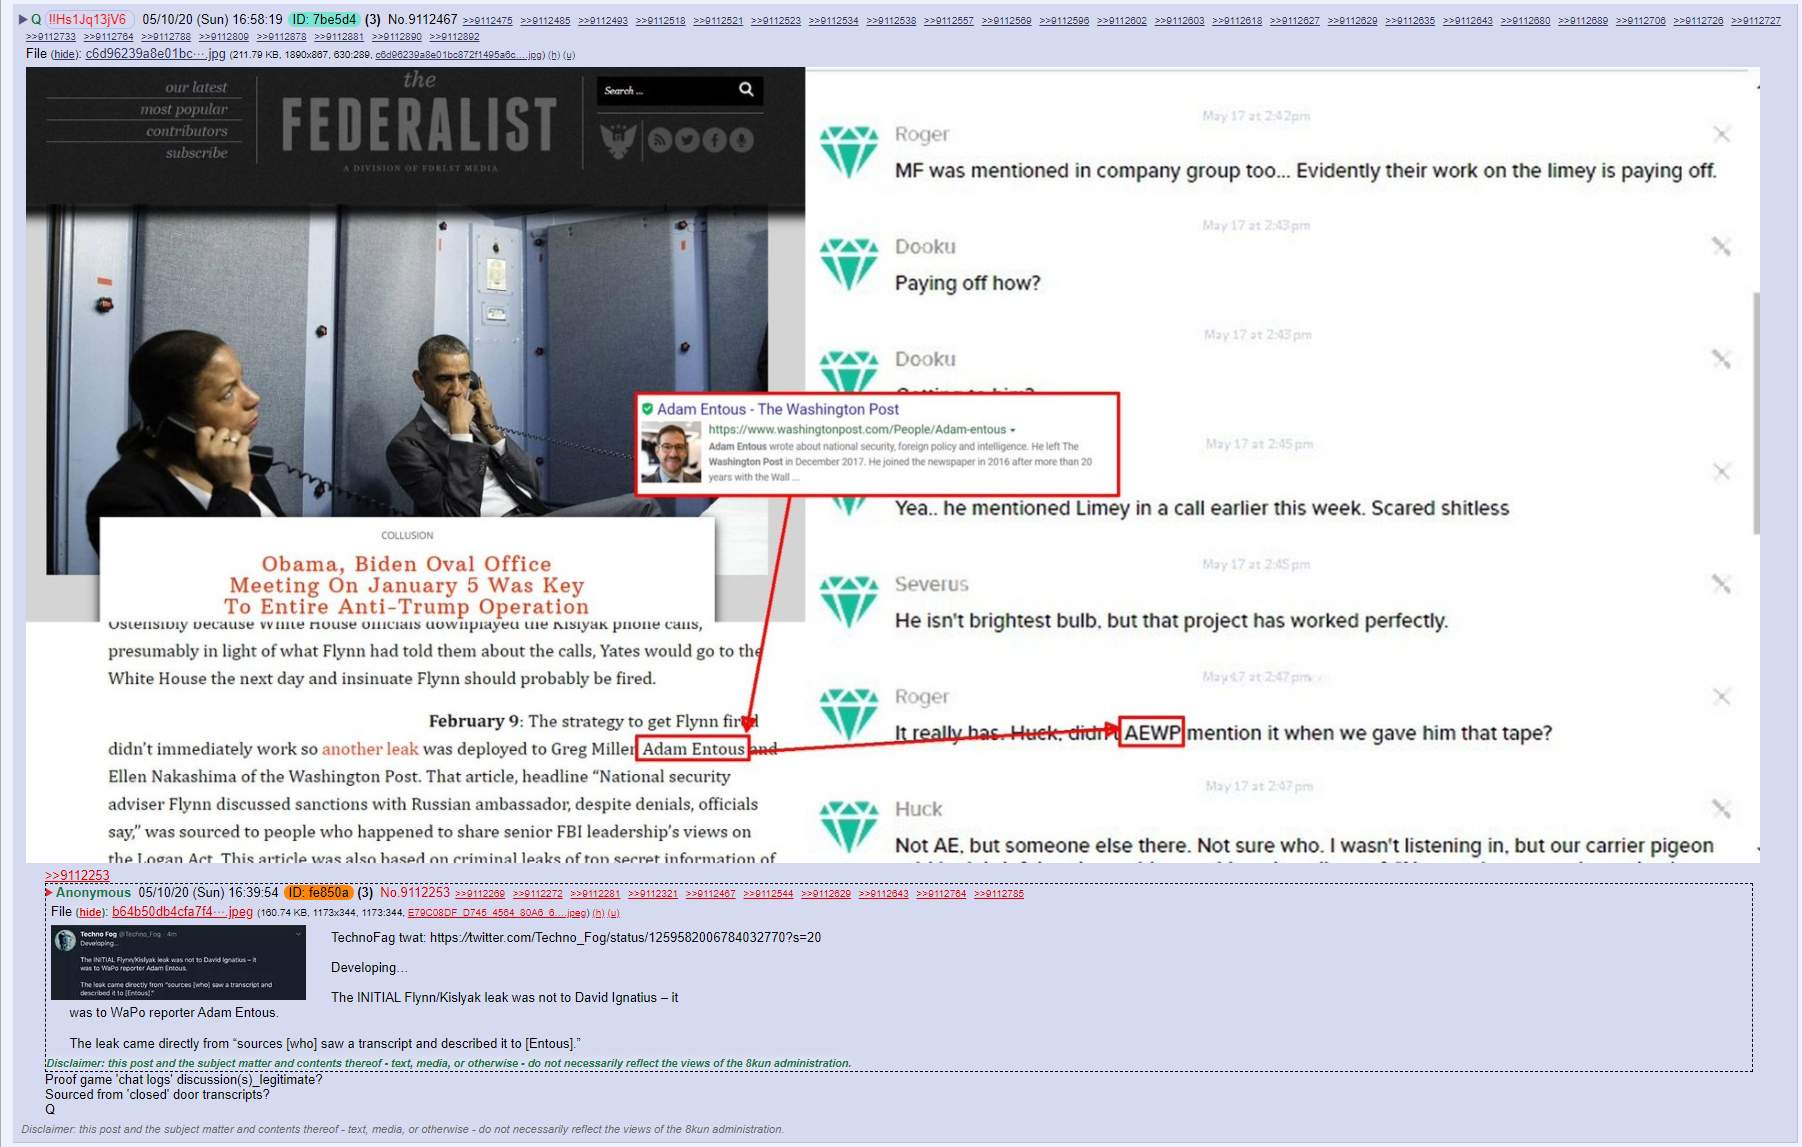 ▶ Q !!Hs1Jq13jV6 05/10/20 (Sun) 16:58:19 ID: 7be5d4 (3) No.9112467 >>9112475 >>9112485 >>9112493 >>9112518 >>9112521 >>9112523 >>9112534 >>9112538 >>9112557 >>9112569 >>9112596 >>9112602 >>9112603 >>9112618 >>9112627 >>9112629 >>9112635 >>9112643 >>9112680 >>9112689 >>9112706 >>9112726 >>9112727
>>9112733 >>9112764 >>9112788 >>9112809 >>9112878 >>9112881 >>9112890 >>9112892
File (hide): c6d96239a8e01bc⋯.jpg (211.79 KB, 1890x867, 630:289, c6d96239a8e01bc872f1495a6c….jpg) (h) (u)
our latest
most popular
contributors
subscribe
the
FEDERALIST
A DIVISION OF FDRLST MEDIA
Search ...
COLLUSION
Obama, Biden Oval Office
Meeting On January 5 Was Key
To Entire Anti-Trump Operation
Ostensibly because White House officials downplayed the Kislyak phone calls,
presumably in light of what Flynn had told them about the calls, Yates would go to the
White House the next day and insinuate Flynn should probably be fired.
February 9: The strategy to get Flynn fired
didn't immediately work so another leak was deployed to Greg Miller Adam Entous and
Ellen Nakashima of the Washington Post. That article, headline “National security
adviser Flynn discussed sanctions with Russian ambassador, despite denials, officials
say,” was sourced to people who happened to share senior FBI leadership's views on
the Logan Act. This article was also based on criminal leaks of top secret information of
Adam Entous - The Washington Post
https://www.washingtonpost.com/People/Adam-entous
Adam Entous wrote about national security, foreign policy and intelligence. He left The
Washington Post in December 2017. He joined the newspaper in 2016 after more than 20
years with the Wall ...
May 17 at 2:42pm
Roger
MF was mentioned in company group too... Evidently their work on the limey is paying off.
May 17 at 2:43pm
Dooku
Paying off how?
May 17 at 2:43pm
Dooku
Getting to him?
May 17 at 2:45pm
Yea.. he mentioned Limey in a call earlier this week. Scared shitless
May 17 at 2:45pm
Severus
He isn't brightest bulb, but that project has worked perfectly.
May 17 at 2:47pm
Roger
It really has. Huck, didn't AEWP mention it when we gave him that tape?
May 17 at 2:47pm
Huck
Not AE, but someone else there. Not sure who. I wasn't listening in, but our carrier pigeon
>>9112253
▶ Anonymous 05/10/20 (Sun) 16:39:54 ID: fe850a (3) No.9112253 >>9112269 >>9112272 >>9112281 >>9112321 >>9112467 >>9112544 >>9112629 >>9112643 >>9112764 >>9112785
File (hide): b64b50db4cfa7f4⋯.jpeg (160.74 KB, 1173x344, 1173:344, E79C08DF_D745_4564_80A6_6….jpeg) (h) (u)
Techno Fog @Techno_Fog · 4m
Developing...
The INITIAL Flynn/Kislyak leak was not to David Ignatius – it
was to WaPo reporter Adam Entous.
The leak came directly from "sources [who] saw a transcript and
described it to [Entous]."
TechnoFag twat: https://twitter.com/Techno_Fog/status/1259582006784032770?s=20
Developing…
The INITIAL Flynn/Kislyak leak was not to David Ignatius – it
was to WaPo reporter Adam Entous.
The leak came directly from “sources [who] saw a transcript and described it to [Entous].”
Disclaimer: this post and the subject matter and contents thereof - text, media, or otherwise - do not necessarily reflect the views of the 8kun administration.
Proof game 'chat logs' discussion(s)_legitimate?
Sourced from 'closed' door transcripts?
Q
Disclaimer: this post and the subject matter and contents thereof - text, media, or otherwise - do not necessarily reflect the views of the 8kun administration.